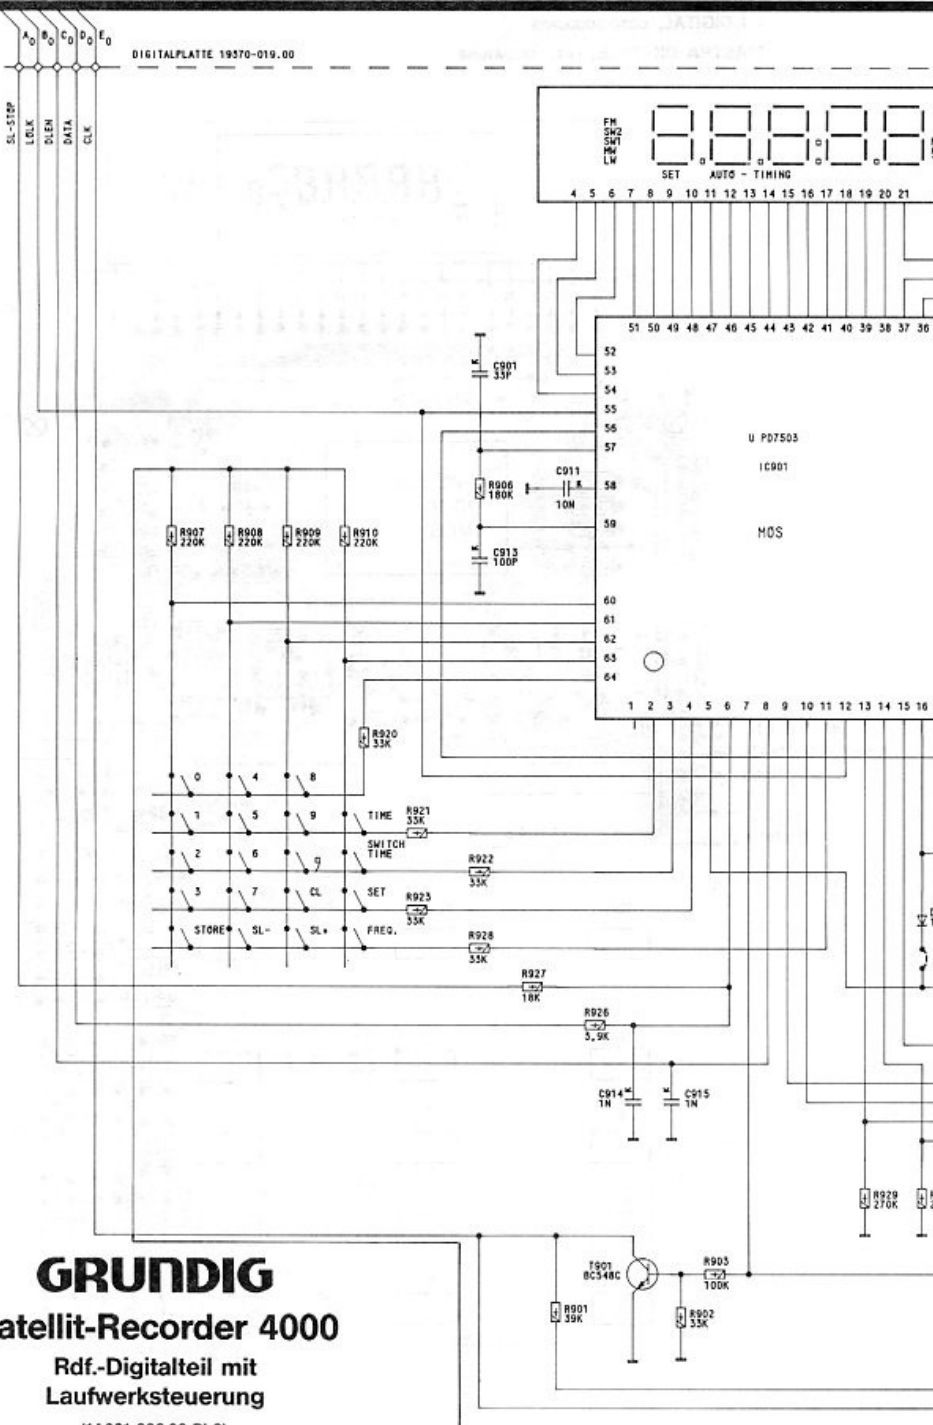 A0 B0 C0 D0 E0
DIGITALPLATTE 19370-019.00
SL-STOP
LOLK
DLEN
DATA
CLK
FM
SW2
SW1
MW
LW
SET AUTO - TIMING
4 5 6 7 8 9 10 11 12 13 14 15 16 17 18 19 20 21
51 50 49 48 47 46 45 44 43 42 41 40 39 38 37 36
52
53
54
55
56
57
58
59
60
61
62
63
64
U PD7503
IC901
MOS
K
C901
33P
R906
180K
C911
K
10N
K
C913
100P
R907
220K
R908
220K
R909
220K
R910
220K
1 2 3 4 5 6 7 8 9 10 11 12 13 14 15 16
R920
33K
0 4 8
1 5 9 TIME
R921
33K
SWITCH
TIME
2 6
R922
33K
3 7 CL SET
R923
33K
STORE SL- SL+ FREQ.
R928
33K
R927
18K
R926
3,9K
C914
K
1N
K
C915
1N
R929
270K
T901
BC548C
R903
100K
R901
39K
R902
33K
GRUNDIG
atellit-Recorder 4000
Rdf.-Digitalteil mit
Laufwerksteuerung